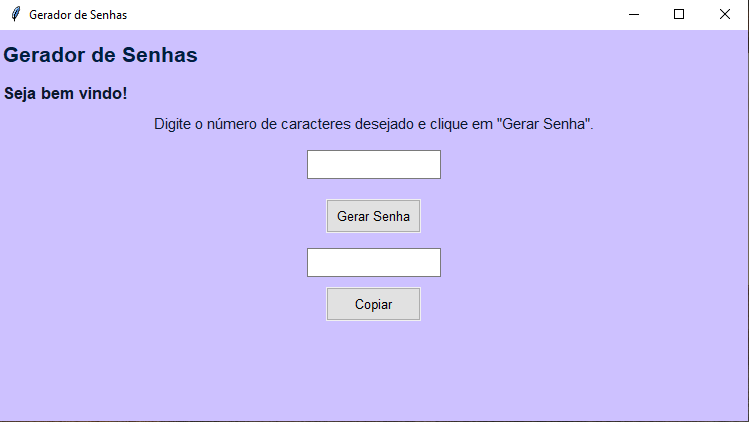 Gerador de Senhas
Gerador de Senhas
Seja bem vindo!
Digite o número de caracteres desejado e clique em "Gerar Senha".
Gerar Senha
Copiar